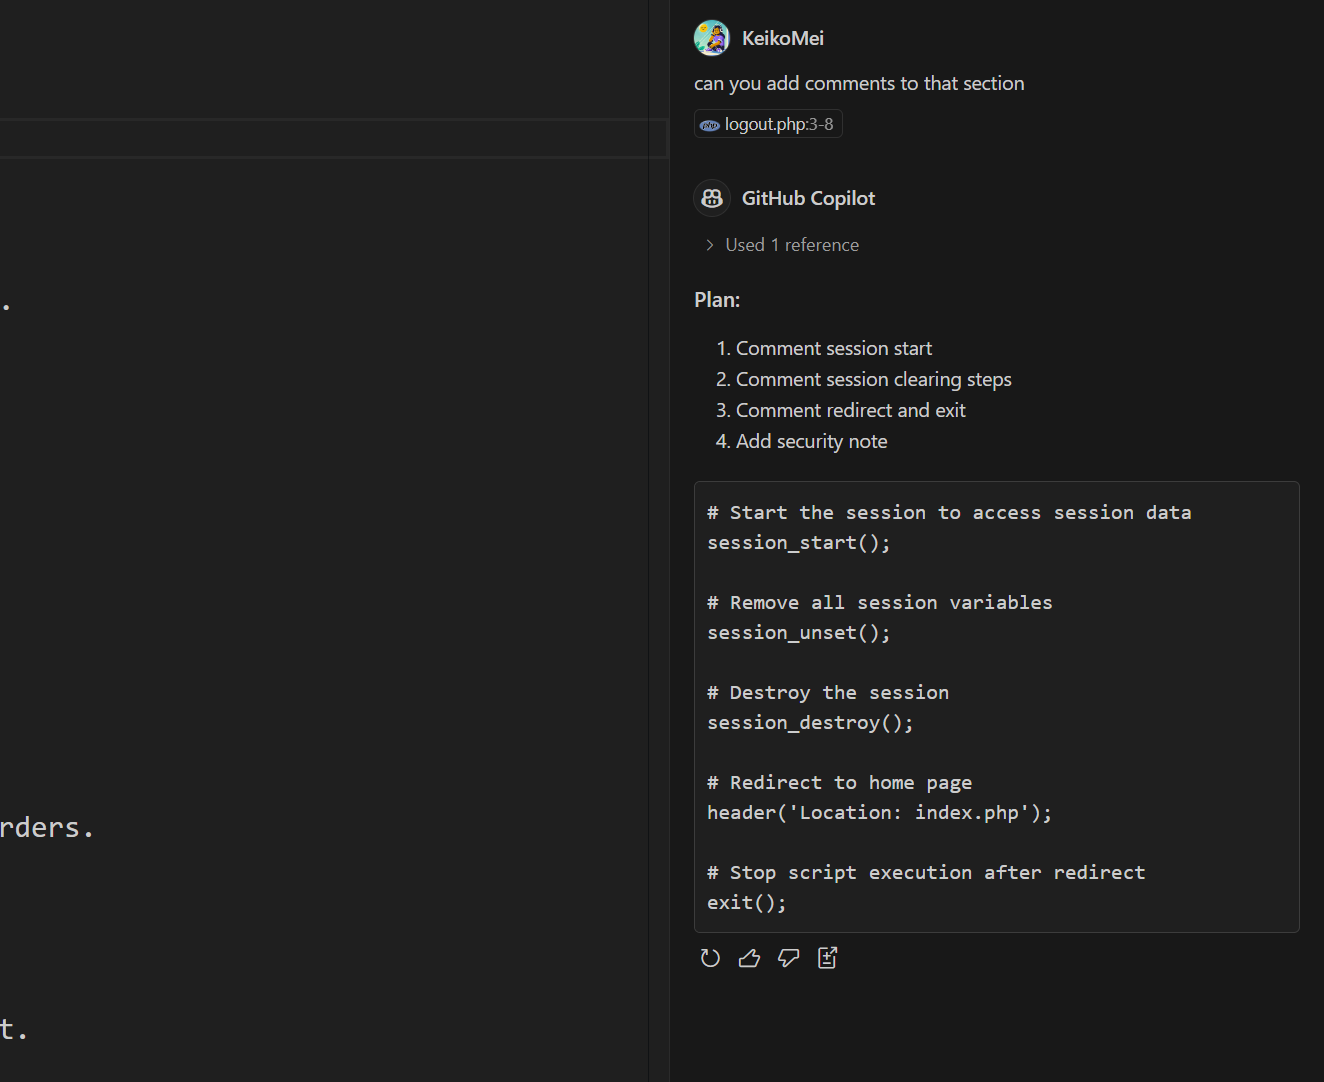 .
rders.
t.
KeikoMei
can you add comments to that section
php logout.php:3-8
GitHub Copilot
Used 1 reference
Plan:
1. Comment session start
2. Comment session clearing steps
3. Comment redirect and exit
4. Add security note
# Start the session to access session data
session_start();
# Remove all session variables
session_unset();
# Destroy the session
session_destroy();
# Redirect to home page
header('Location: index.php');
# Stop script execution after redirect
exit();